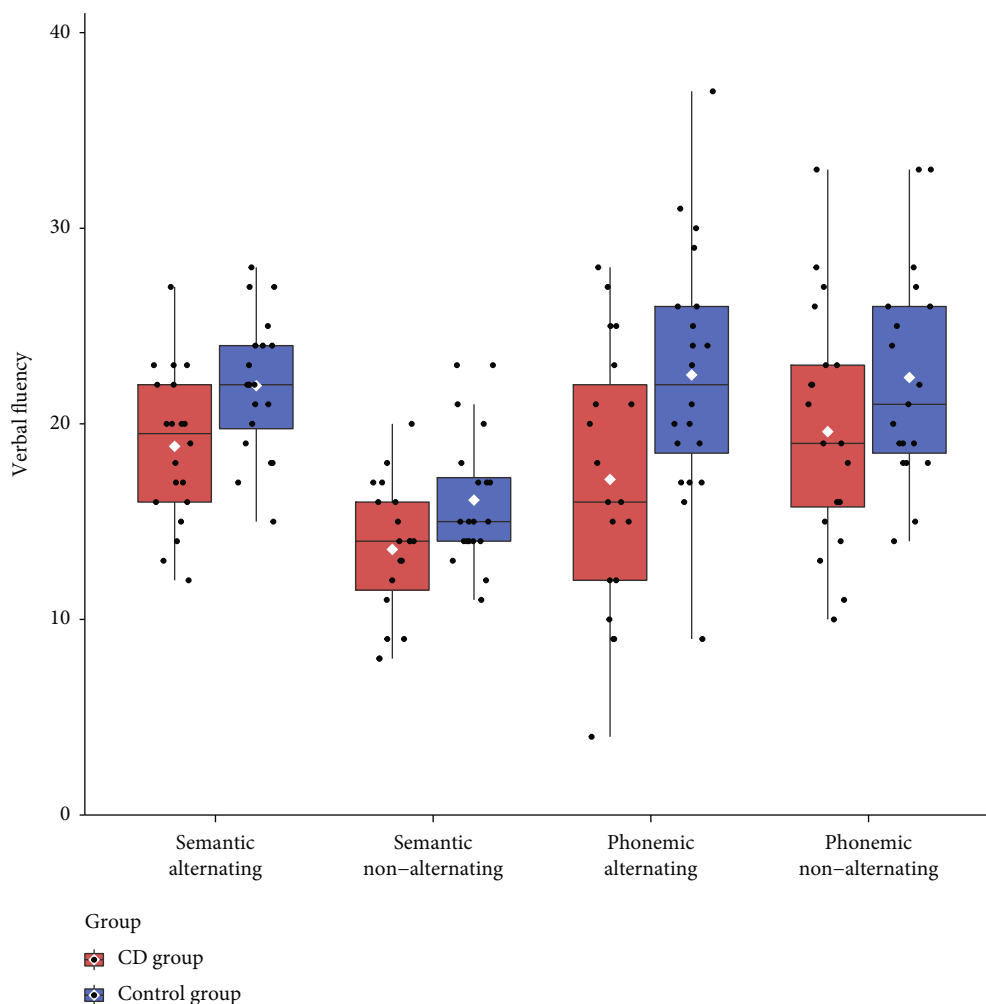 40
30
20
10
0
Verbal fluency
Semantic
alternating
Semantic
non−alternating
Phonemic
alternating
Phonemic
non−alternating
Group
CD group
Control group